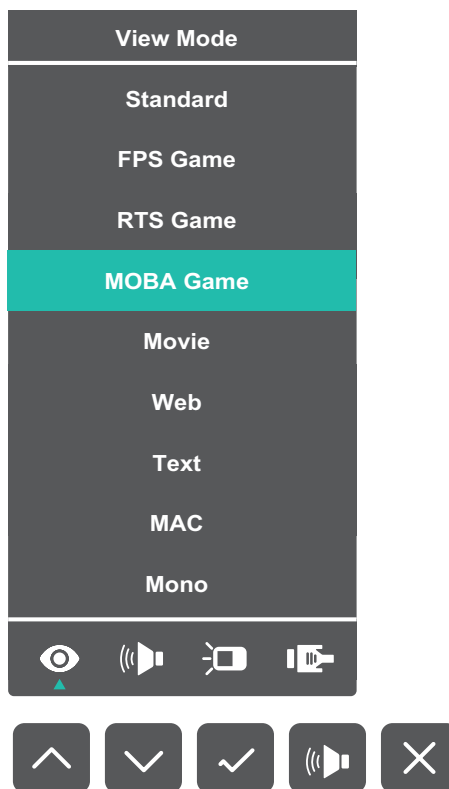 View Mode
Standard
FPS Game
RTS Game
MOBA Game
Movie
Web
Text
MAC
Mono